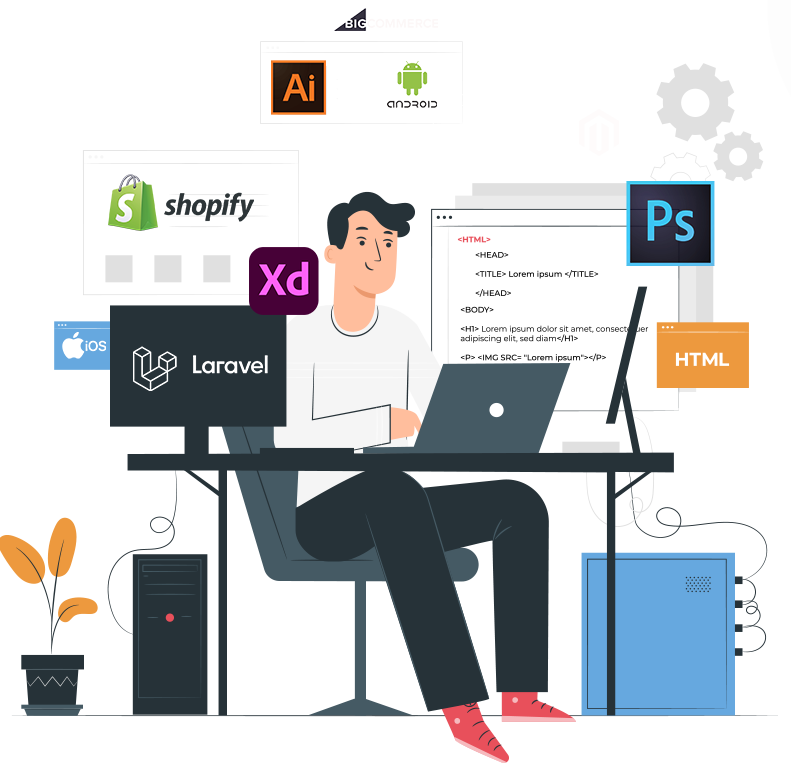 BIGCOMMERCE
Ai
android
shopify
S
Xd
iOS
Laravel
Ps
<HTML>
<HEAD>
<TITLE> Lorem ipsum </TITLE>
</HEAD>
<BODY>
<H1> Lorem ipsum dolor sit amet, consectetuer
adipiscing elit, sed diam</H1>
<P> <IMG SRC= "Lorem ipsum"></P>
HTML